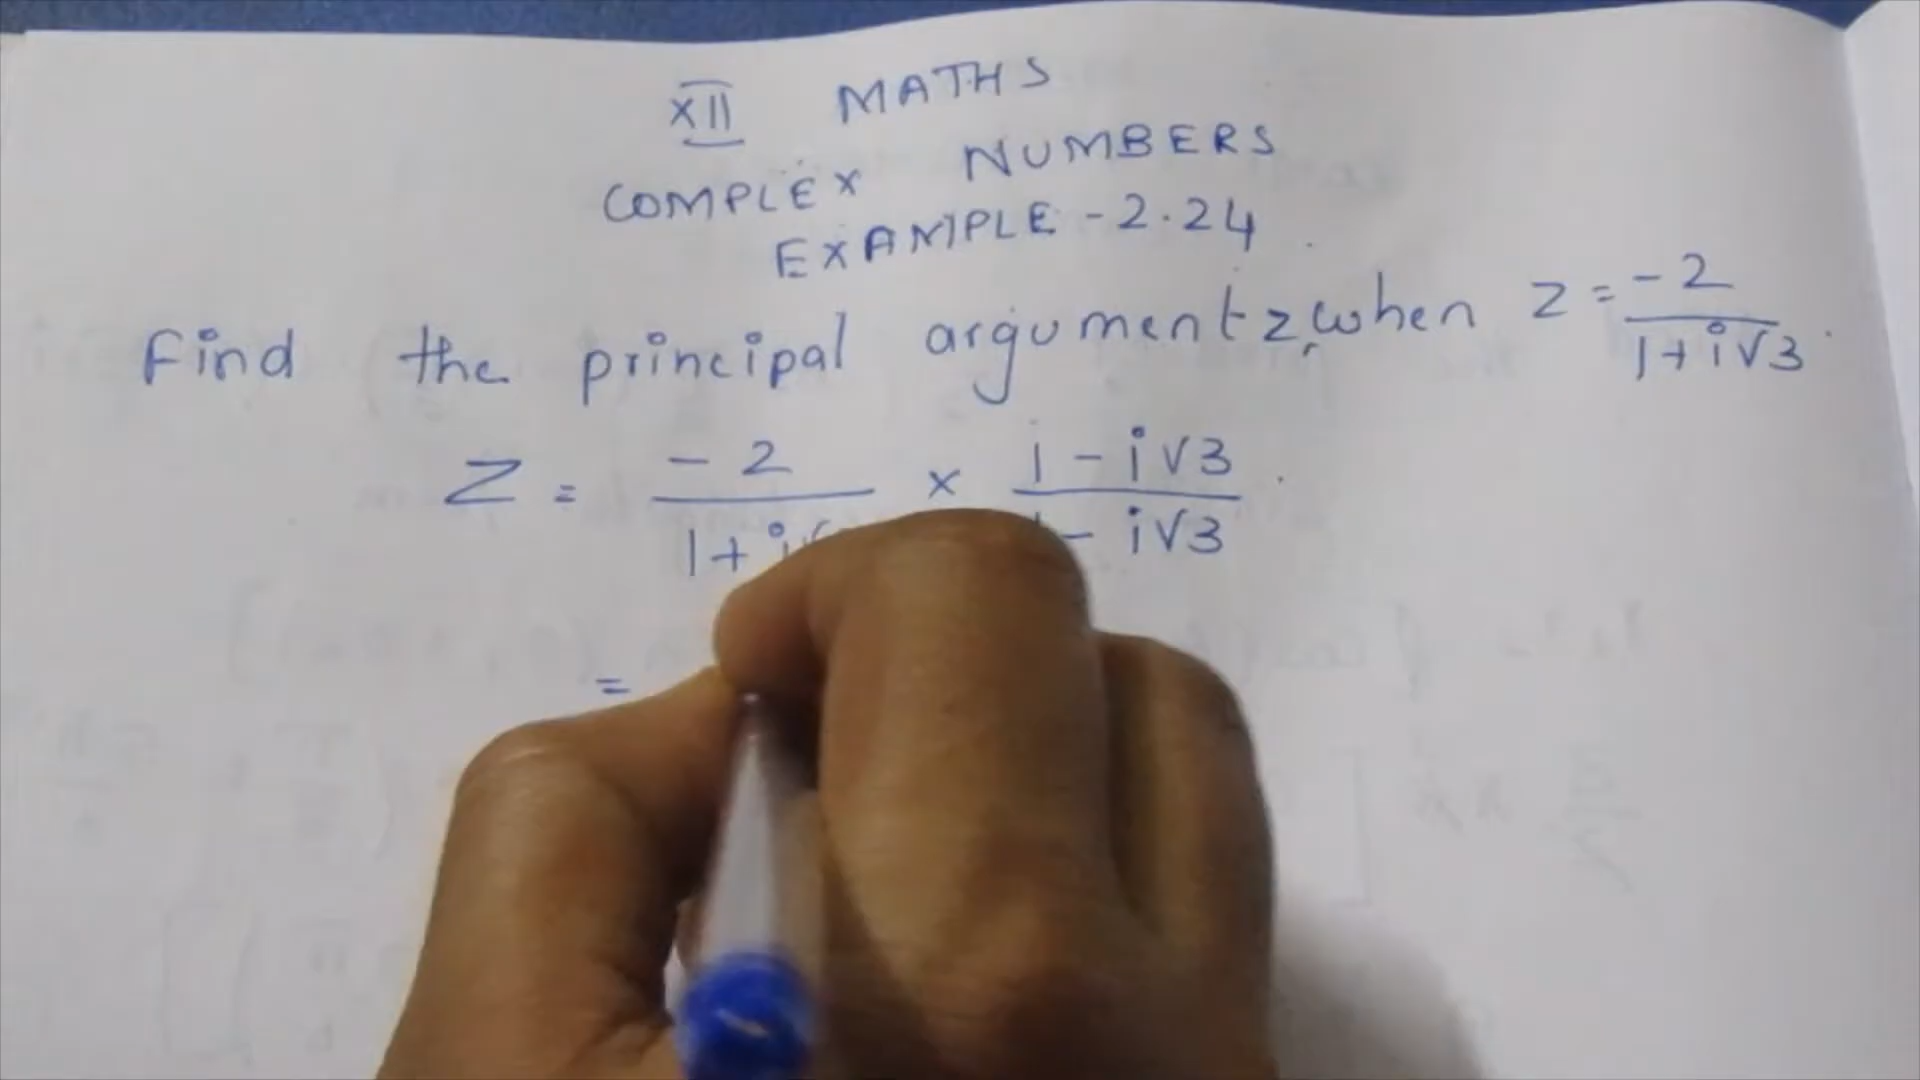 XII MATHS
COMPLEX NUMBERS
EXAMPLE - 2.24
Find the principal argument z, when z = -2 / 1+i√3
Z = -2 / 1+i√ × 1-i√3 / - i√3
=